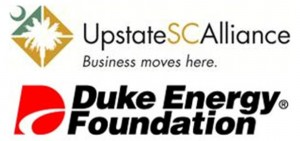 UpstateSCAlliance
Business moves here.
Duke Energy®
Foundation